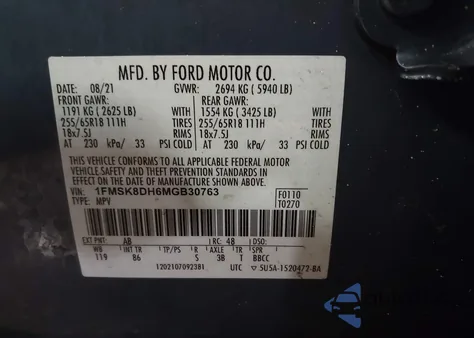 MFD. BY FORD MOTOR CO.
DATE: 08/21 GVWR: 2694 KG ( 5940 LB)
FRONT GAWR: REAR GAWR:
1191 KG ( 2625 LB) WITH 1554 KG ( 3425 LB) WITH
255/65R18 111H TIRES 255/65R18 111H TIRES
18x7.5J RIMS 18x7.5J RIMS
AT 230 kPa/ 33 PSI COLD AT 230 kPa/ 33 PSI COLD
THIS VEHICLE CONFORMS TO ALL APPLICABLE FEDERAL MOTOR
VEHICLE SAFETY AND THEFT PREVENTION STANDARDS IN
EFFECT ON THE DATE OF MANUFACTURE SHOWN ABOVE.
VIN: 1FMSK8DH6MGB30763 F0110
TYPE: MPV T0270
EXT PNT: AB RC: 48 DSO:
WB INT TR TP/PS R AXLE TR SPR
119 B6 S 3B T BBCC
1202107092381 UTC ▽ 5U5A-1520472-BA